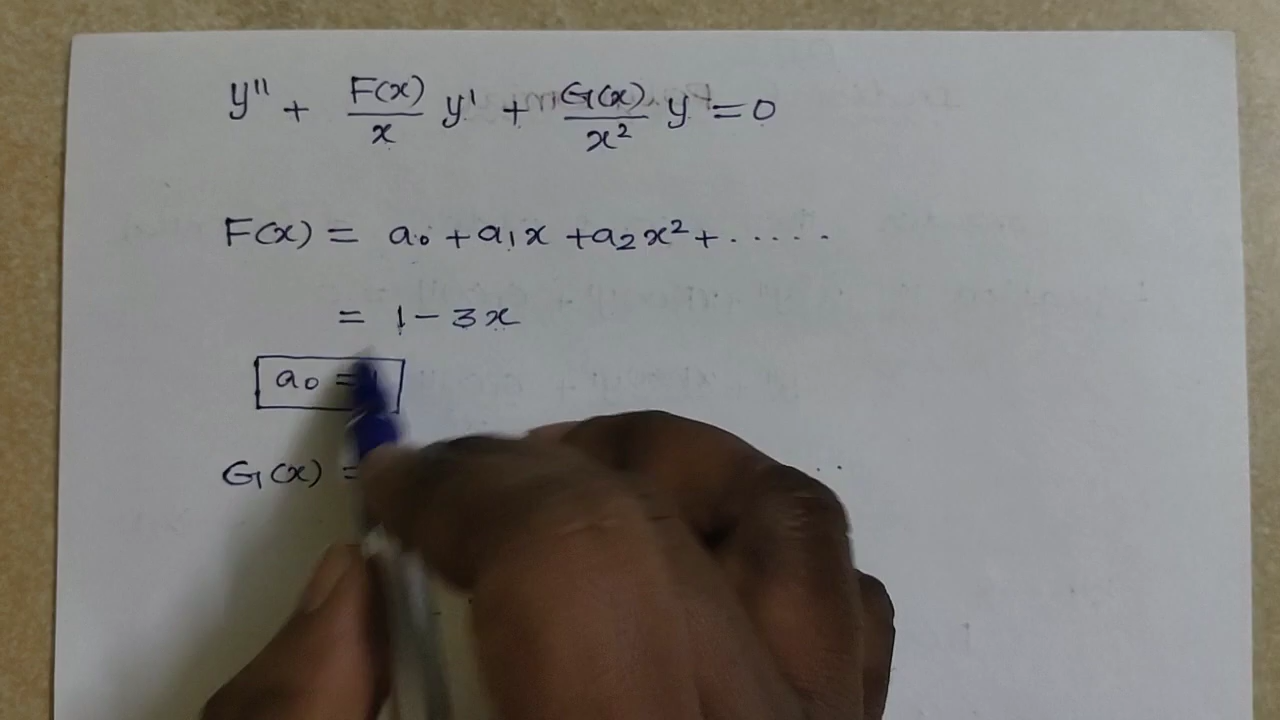 y'' + F(x)/x y' + G(x)/x² y = 0
F(x) = a₀ + a₁x + a₂x² + .....
= 1 - 3x
a₀ =
G(x) = ..